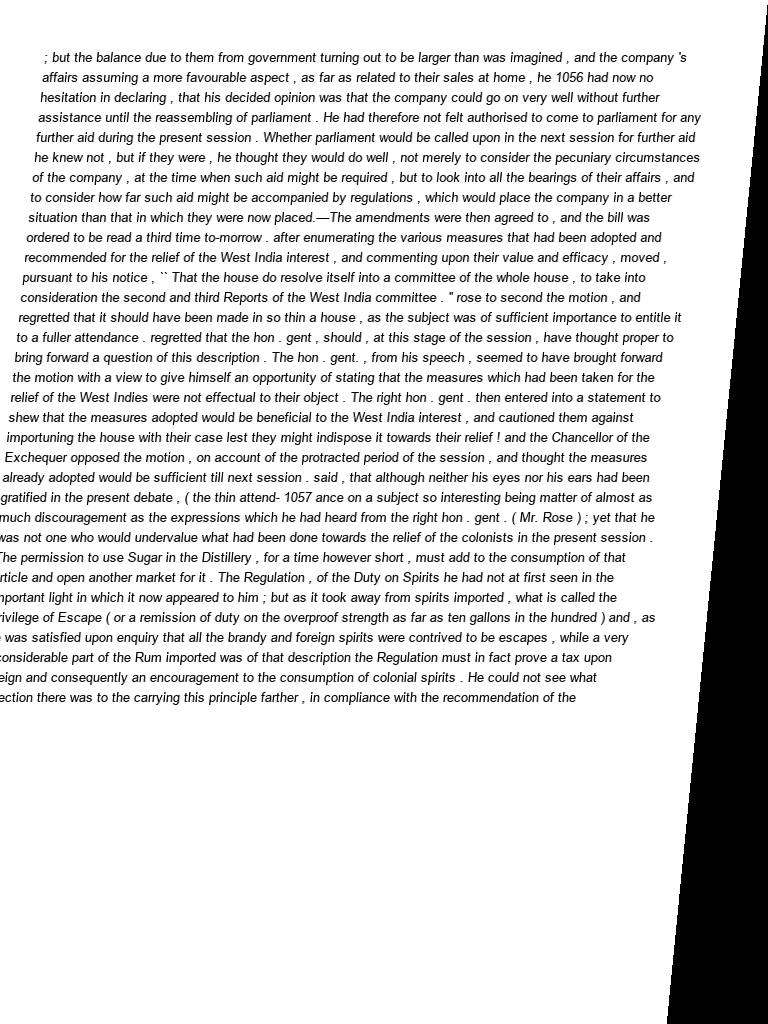 ; but the balance due to them from government turning out to be larger than was imagined , and the company 's
affairs assuming a more favourable aspect , as far as related to their sales at home , he 1056 had now no
hesitation in declaring , that his decided opinion was that the company could go on very well without further
assistance until the reassembling of parliament . He had therefore not felt authorised to come to parliament for any
further aid during the present session . Whether parliament would be called upon in the next session for further aid
he knew not , but if they were , he thought they would do well , not merely to consider the pecuniary circumstances
of the company , at the time when such aid might be required , but to look into all the bearings of their affairs , and
to consider how far such aid might be accompanied by regulations , which would place the company in a better
situation than that in which they were now placed.—The amendments were then agreed to , and the bill was
ordered to be read a third time to-morrow . after enumerating the various measures that had been adopted and
recommended for the relief of the West India interest , and commenting upon their value and efficacy , moved ,
pursuant to his notice , `` That the house do resolve itself into a committee of the whole house , to take into
consideration the second and third Reports of the West India committee . " rose to second the motion , and
regretted that it should have been made in so thin a house , as the subject was of sufficient importance to entitle it
to a fuller attendance . regretted that the hon . gent , should , at this stage of the session , have thought proper to
bring forward a question of this description . The hon . gent. , from his speech , seemed to have brought forward
the motion with a view to give himself an opportunity of stating that the measures which had been taken for the
relief of the West Indies were not effectual to their object . The right hon . gent . then entered into a statement to
shew that the measures adopted would be beneficial to the West India interest , and cautioned them against
importuning the house with their case lest they might indispose it towards their relief ! and the Chancellor of the
Exchequer opposed the motion , on account of the protracted period of the session , and thought the measures
already adopted would be sufficient till next session . said , that although neither his eyes nor his ears had been
gratified in the present debate , ( the thin attend- 1057 ance on a subject so interesting being matter of almost as
much discouragement as the expressions which he had heard from the right hon . gent . ( Mr. Rose ) ; yet that he
was not one who would undervalue what had been done towards the relief of the colonists in the present session .
The permission to use Sugar in the Distillery , for a time however short , must add to the consumption of that
and open another market for it . The Regulation , of the Duty on Spirits he had not at first seen in the
light in which it now appeared to him ; but as it took away from spirits imported , what is called the
of Escape ( or a remission of duty on the overproof strength as far as ten gallons in the hundred ) and , as
was satisfied upon enquiry that all the brandy and foreign spirits were contrived to be escapes , while a very
considerable part of the Rum imported was of that description the Regulation must in fact prove a tax upon
and consequently an encouragement to the consumption of colonial spirits . He could not see what
there was to the carrying this principle farther , in compliance with the recommendation of the